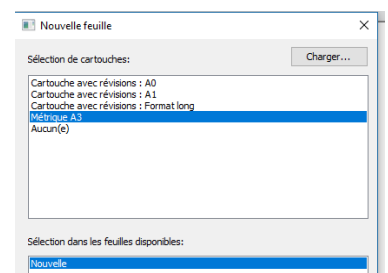 Nouvelle feuille
Sélection de cartouches:
Charger...
Cartouche avec révisions : A0
Cartouche avec révisions : A1
Cartouche avec révisions : Format long
Métrique A3
Aucun(e)
Sélection dans les feuilles disponibles:
Nouvelle